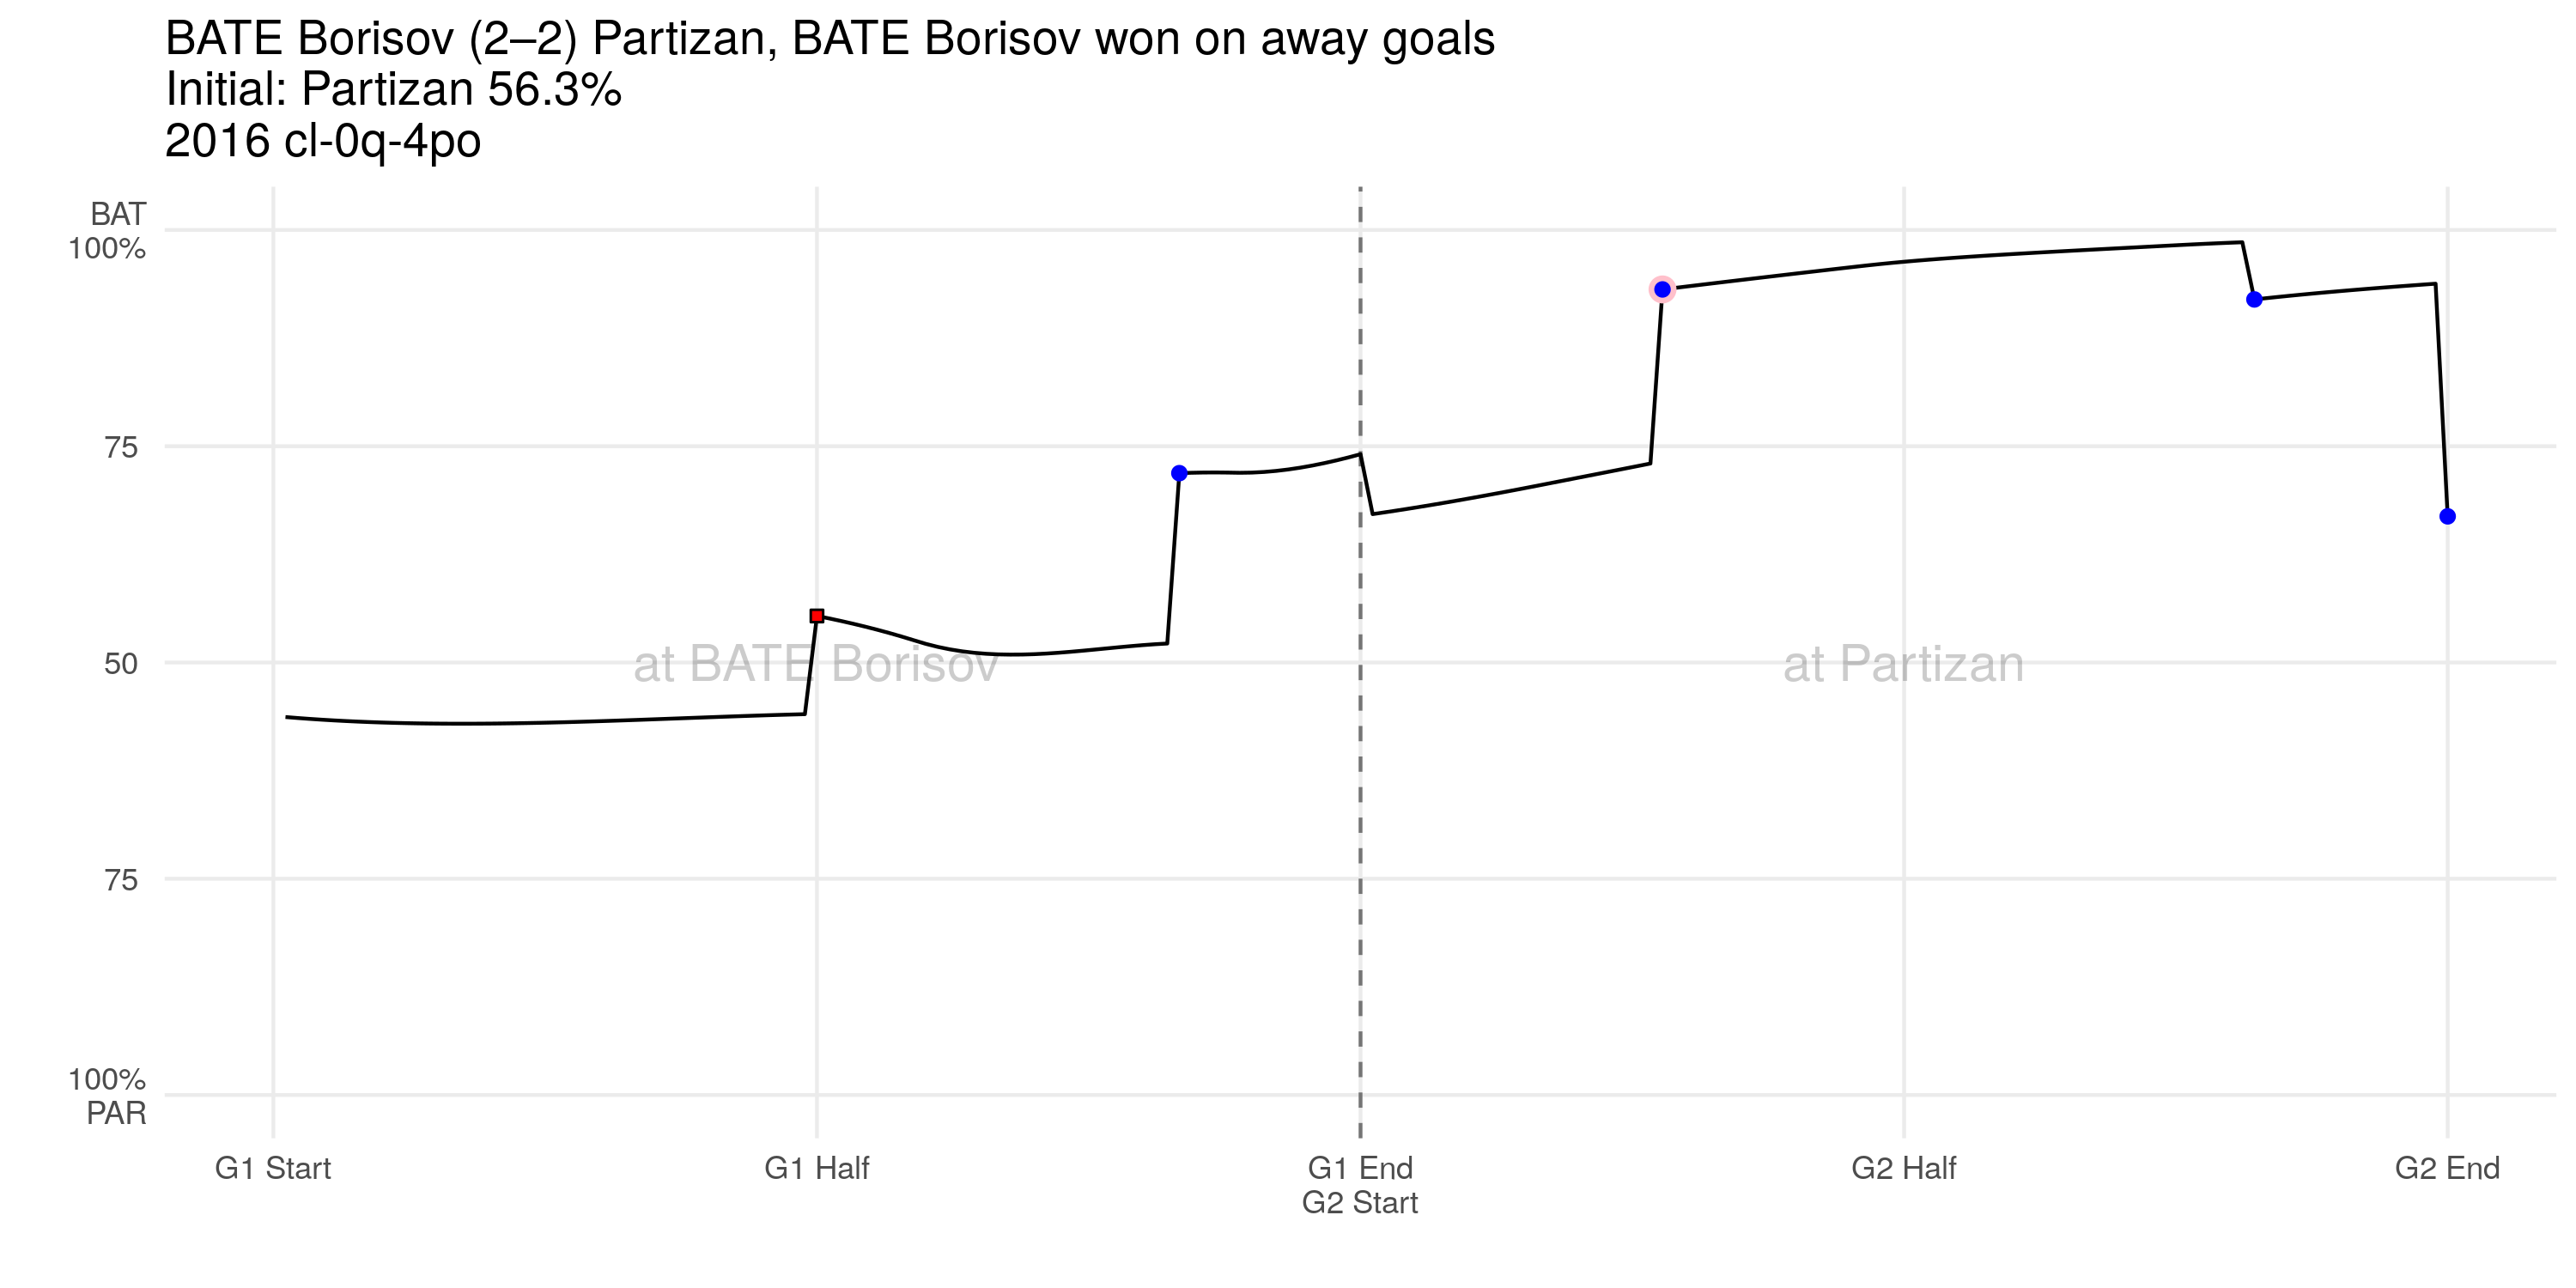 BATE Borisov (2–2) Partizan, BATE Borisov won on away goals
Initial: Partizan 56.3%
2016 cl-0q-4po
BAT
100%
75
50
75
100%
PAR
at BATE Borisov
at Partizan
G1 Start
G1 Half
G1 End
G2 Start
G2 Half
G2 End